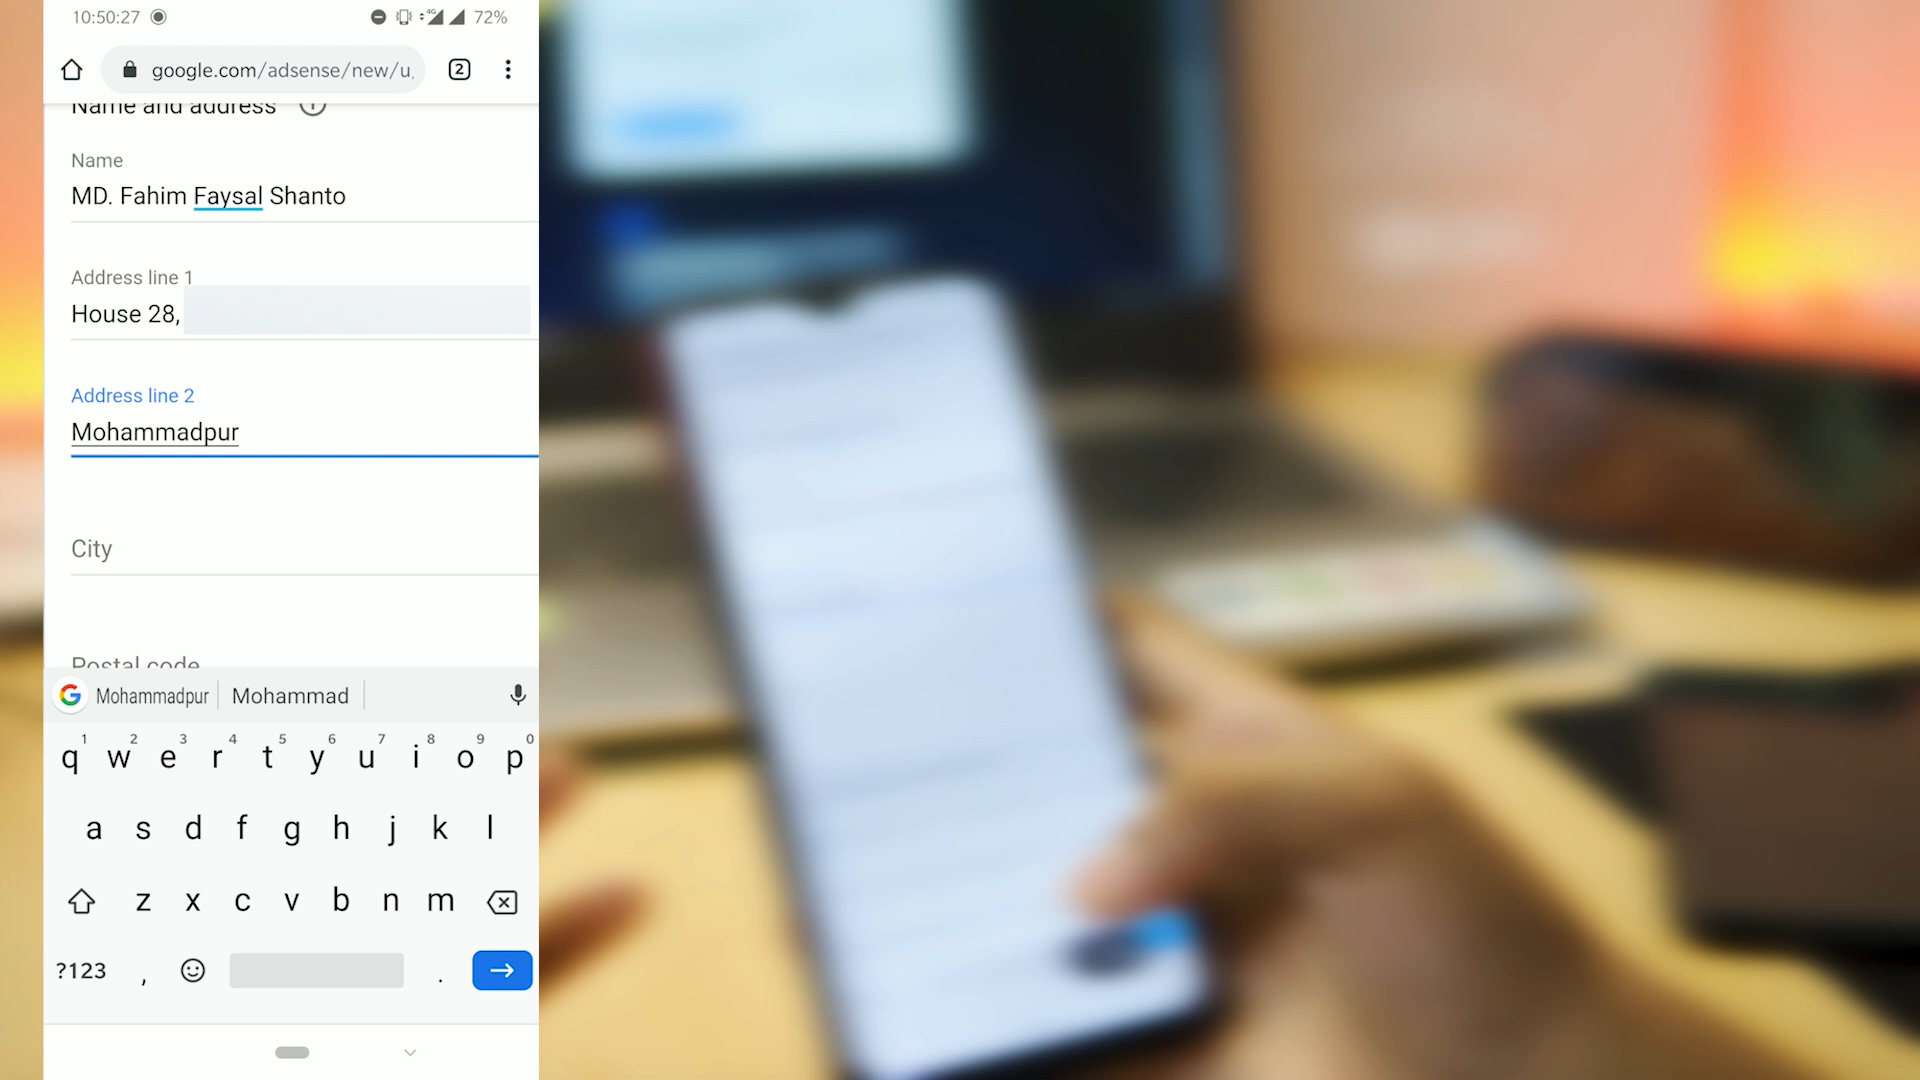 10:50:27 4G 72%
google.com/adsense/new/u, 2
Name and address
Name
MD. Fahim Faysal Shanto
Address line 1
House 28,
Address line 2
Mohammadpur
City
Postal code
Mohammadpur Mohammad
1 2 3 4 5 6 7 8 9 0
q w e r t y u i o p
a s d f g h j k l
z x c v b n m
?123 , .